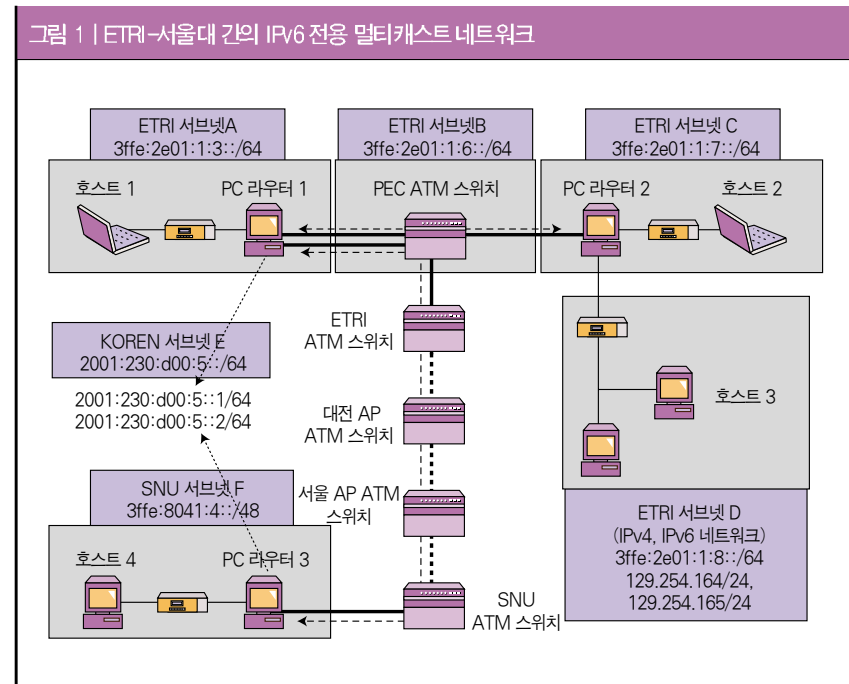 그림 1 | ETRI-서울대 간의 IPv6 전용 멀티캐스트 네트워크
ETRI 서브넷A
3ffe:2e01:1:3::/64
ETRI 서브넷B
3ffe:2e01:1:6::/64
ETRI 서브넷 C
3ffe:2e01:1:7::/64
호스트 1
PC 라우터 1
PEC ATM 스위치
PC 라우터 2
호스트 2
ETRI
ATM 스위치
KOREN 서브넷 E
2001:230:d00:5::/64
2001:230:d00:5::1/64
2001:230:d00:5::2/64
대전 AP
ATM 스위치
호스트 3
SNU 서브넷 F
3ffe:8041:4::/48
서울 AP ATM
스위치
ETRI 서브넷 D
(IPv4, IPv6 네트워크)
3ffe:2e01:1:8::/64
129.254.164/24,
129.254.165/24
호스트 4
PC 라우터 3
SNU
ATM 스위치